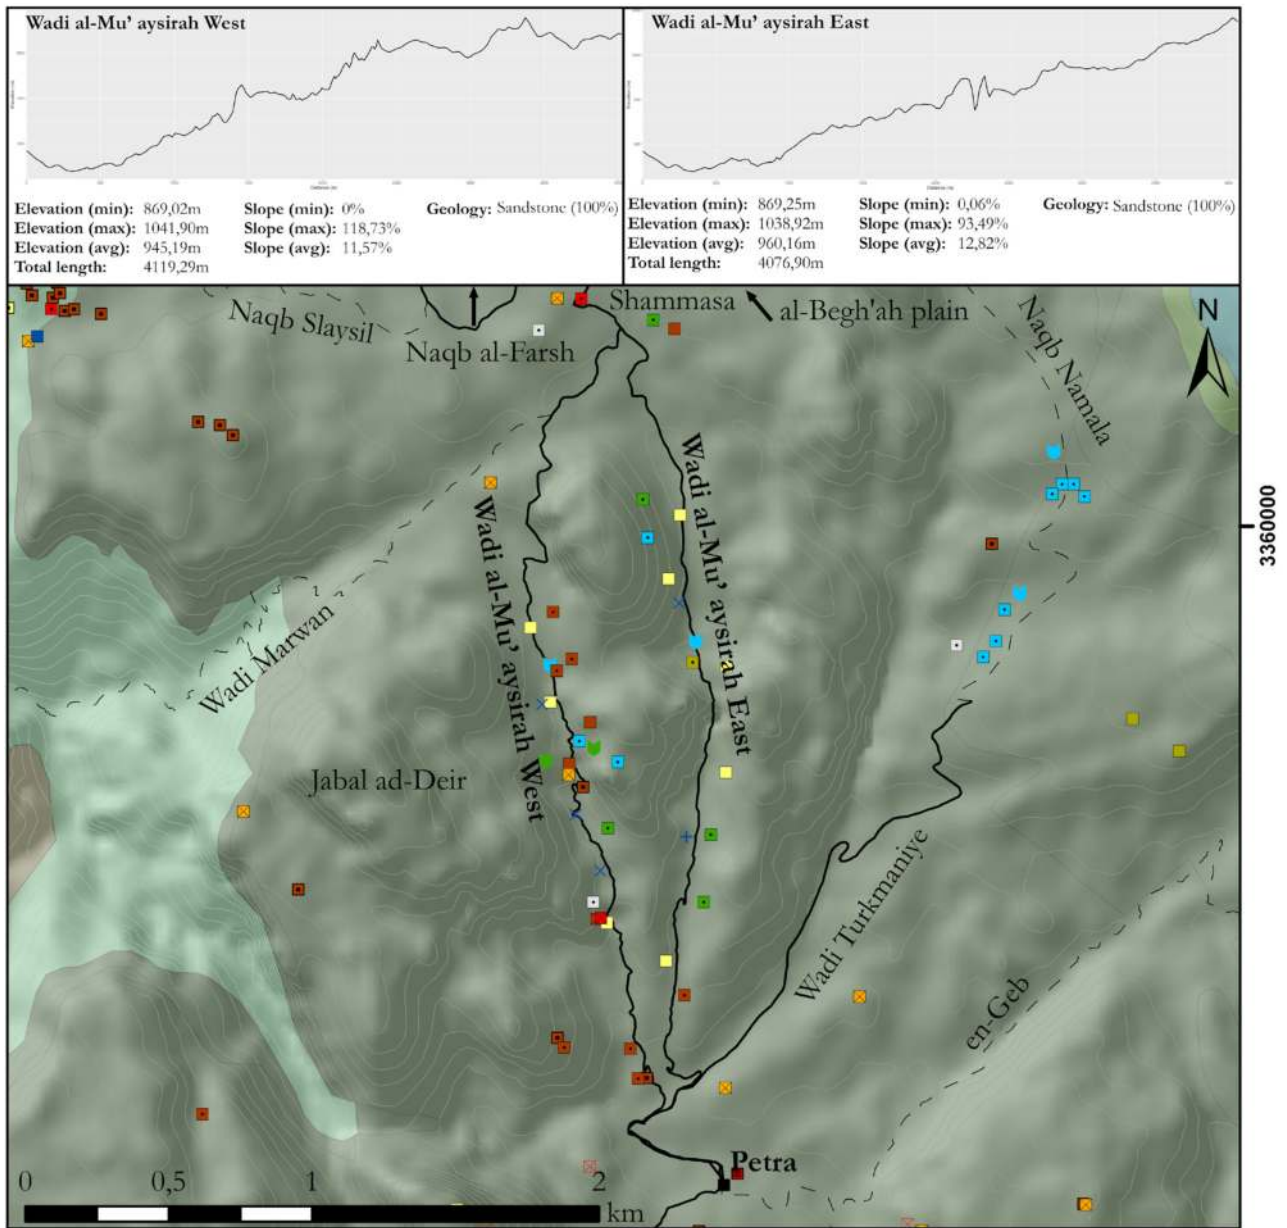 Wadi al-Mu' aysirah West
Elevation (min): 869,02m
Slope (min): 0%
Geology: Sandstone (100%)
Elevation (max): 1041,90m
Slope (max): 118,73%
Elevation (avg): 945,19m
Slope (avg): 11,57%
Total length: 4119,29m
Wadi al-Mu' aysirah East
Distance (m)
Elevation (min): 869,25m
Slope (min): 0,06%
Geology: Sandstone (100%)
Elevation (max): 1038,92m
Slope (max): 93,49%
Elevation (avg): 960,16m
Slope (avg): 12,82%
Total length: 4076,90m
Naqb Slaysil
Naqb al-Farsh
Shammasa
al-Begh'ah plain
Naqb Namala
N
3360000
Wadi al-Mu' aysirah West
Wadi al-Mu' aysirah East
Wadi Marwan
Jabal ad-Deir
Wadi Turkmaniye
en-Geb
Petra
0 0,5 1 2
km